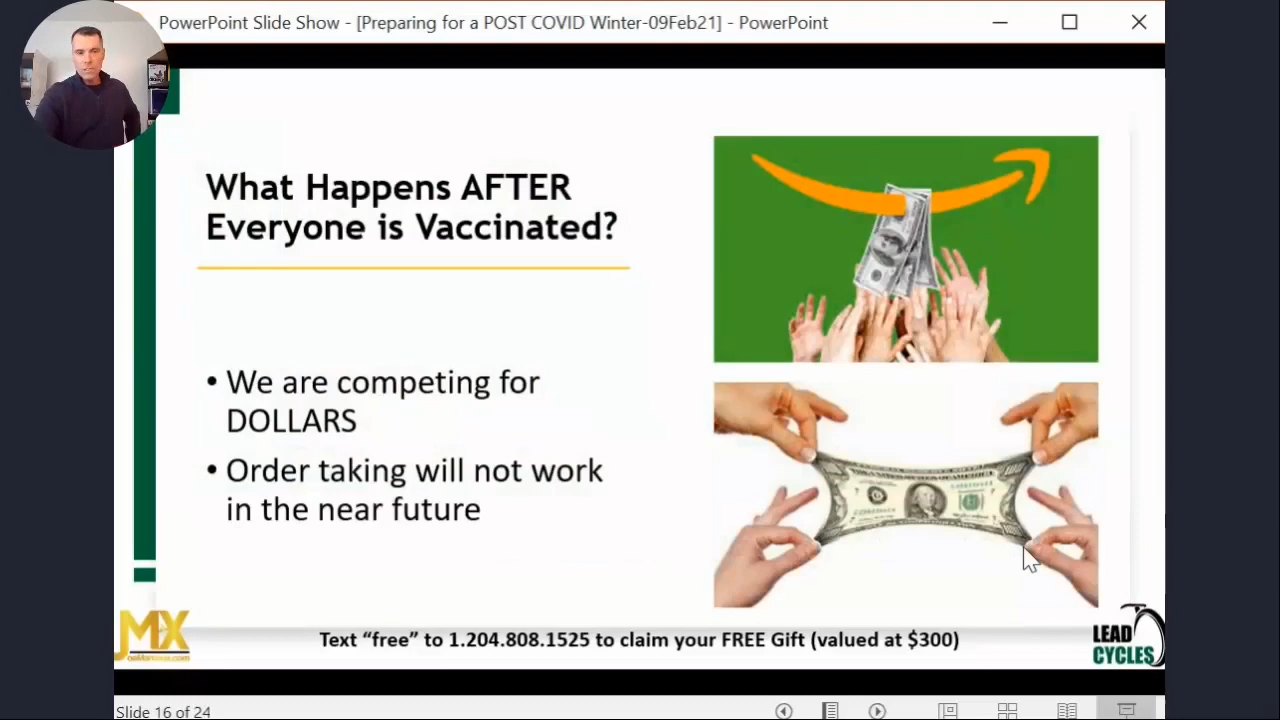 PowerPoint Slide Show - [Preparing for a POST COVID Winter-09Feb21] - PowerPoint
What Happens AFTER
Everyone is Vaccinated?
• We are competing for
DOLLARS
• Order taking will not work
in the near future
JMX
Text “free” to 1.204.808.1525 to claim your FREE Gift (valued at $300)
LEAD
CYCLES
Slide 16 of 24